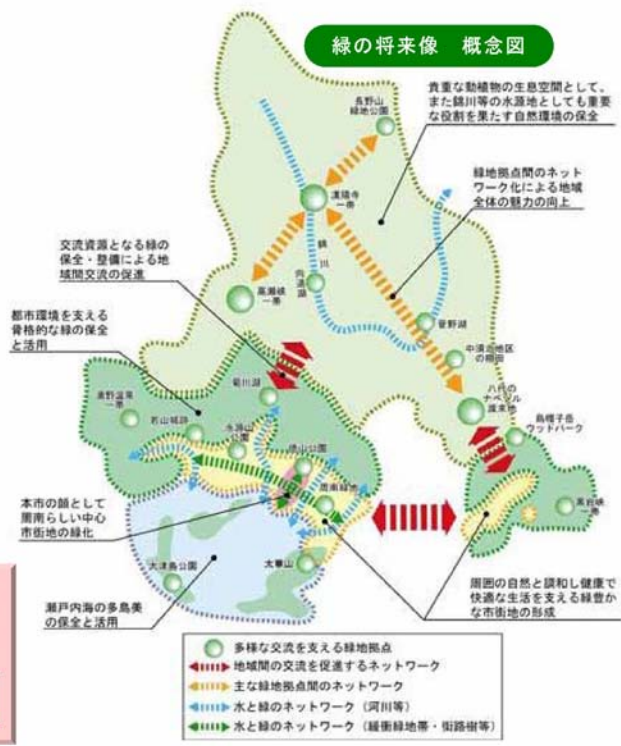 緑の将来像 概念図
貴重な動植物の生息空間として、
また錦川等の水源地としても重要
な役割を果たす自然環境の保全
長野山
緑地公園
緑地拠点間のネット
ワーク化による地域
全体の魅力の向上
漢陽寺
一帯
交流資源となる緑の
保全・整備による地
域間交流の促進
錦川
向道湖
高瀬峡
一帯
菅野湖
都市環境を支える
骨格的な緑の保全
と活用
中須北地区
の棚田
菊川湖
八代の
ナベヅル
渡来地
湯野温泉
一帯
若山城跡
永源山
公園
烏帽子岳
ウッドパーク
徳山公園
周南緑地
黒岩峡
一帯
本市の顔として
周南らしい中心
市街地の緑化
大津島公園
太華山
周囲の自然と調和し健康で
快適な生活を支える緑豊か
な市街地の形成
瀬戸内海の多島美
の保全と活用
多様な交流を支える緑地拠点
地域間の交流を促進するネットワーク
主な緑地拠点間のネットワーク
水と緑のネットワーク(河川等)
水と緑のネットワーク(緩衝緑地帯・街路樹等)